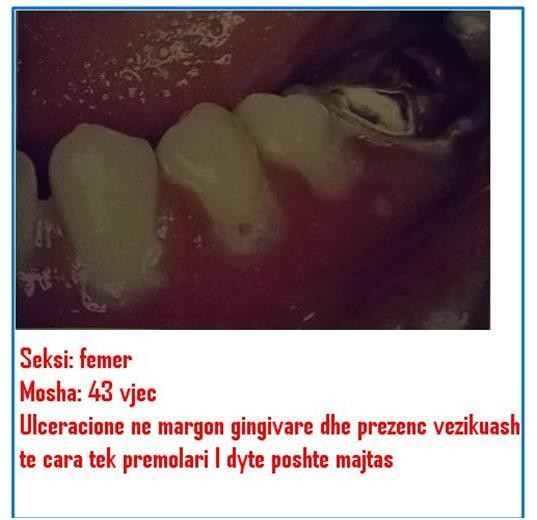 Seksi: femer
Mosha: 43 vjec
Ulceracione ne margon gingivare dhe prezenc vezikuash
te cara tek premolari I dyte poshte majtas